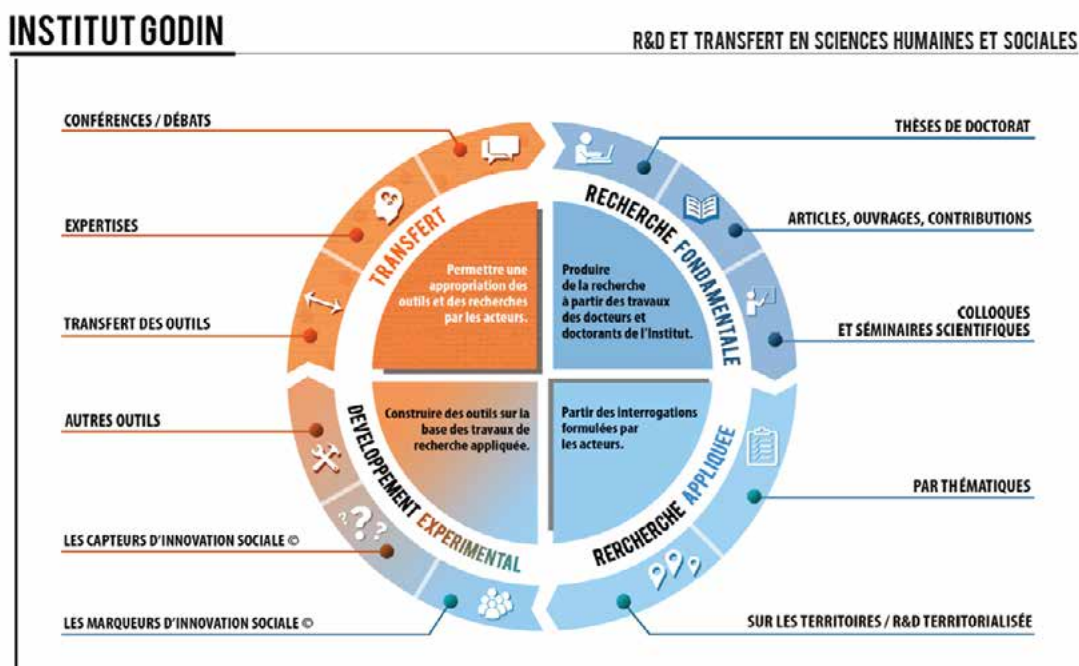 INSTITUT GODIN
R&D ET TRANSFERT EN SCIENCES HUMAINES ET SOCIALES
CONFÉRENCES / DÉBATS
EXPERTISES
TRANSFERT DES OUTILS
AUTRES OUTILS
LES CAPTEURS D'INNOVATION SOCIALE ©
LES MARQUEURS D'INNOVATION SOCIALE ©
TRANSFERT
Permettre une
appropriation des
outils et des recherches
par les acteurs.
RECHERCHE FONDAMENTALE
Produire
de la recherche
à partir des travaux
des docteurs et
doctorants de l'Institut.
DEVELOPPEMENT EXPERIMENTAL
Construire des outils sur la
base des travaux de
recherche appliquée.
RERCHERCHE APPLIQUEE
Partir des interrogations
formulées par
les acteurs.
THÈSES DE DOCTORAT
ARTICLES, OUVRAGES, CONTRIBUTIONS
COLLOQUES
ET SÉMINAIRES SCIENTIFIQUES
PAR THÉMATIQUES
SUR LES TERRITOIRES / R&D TERRITORIALISÉE